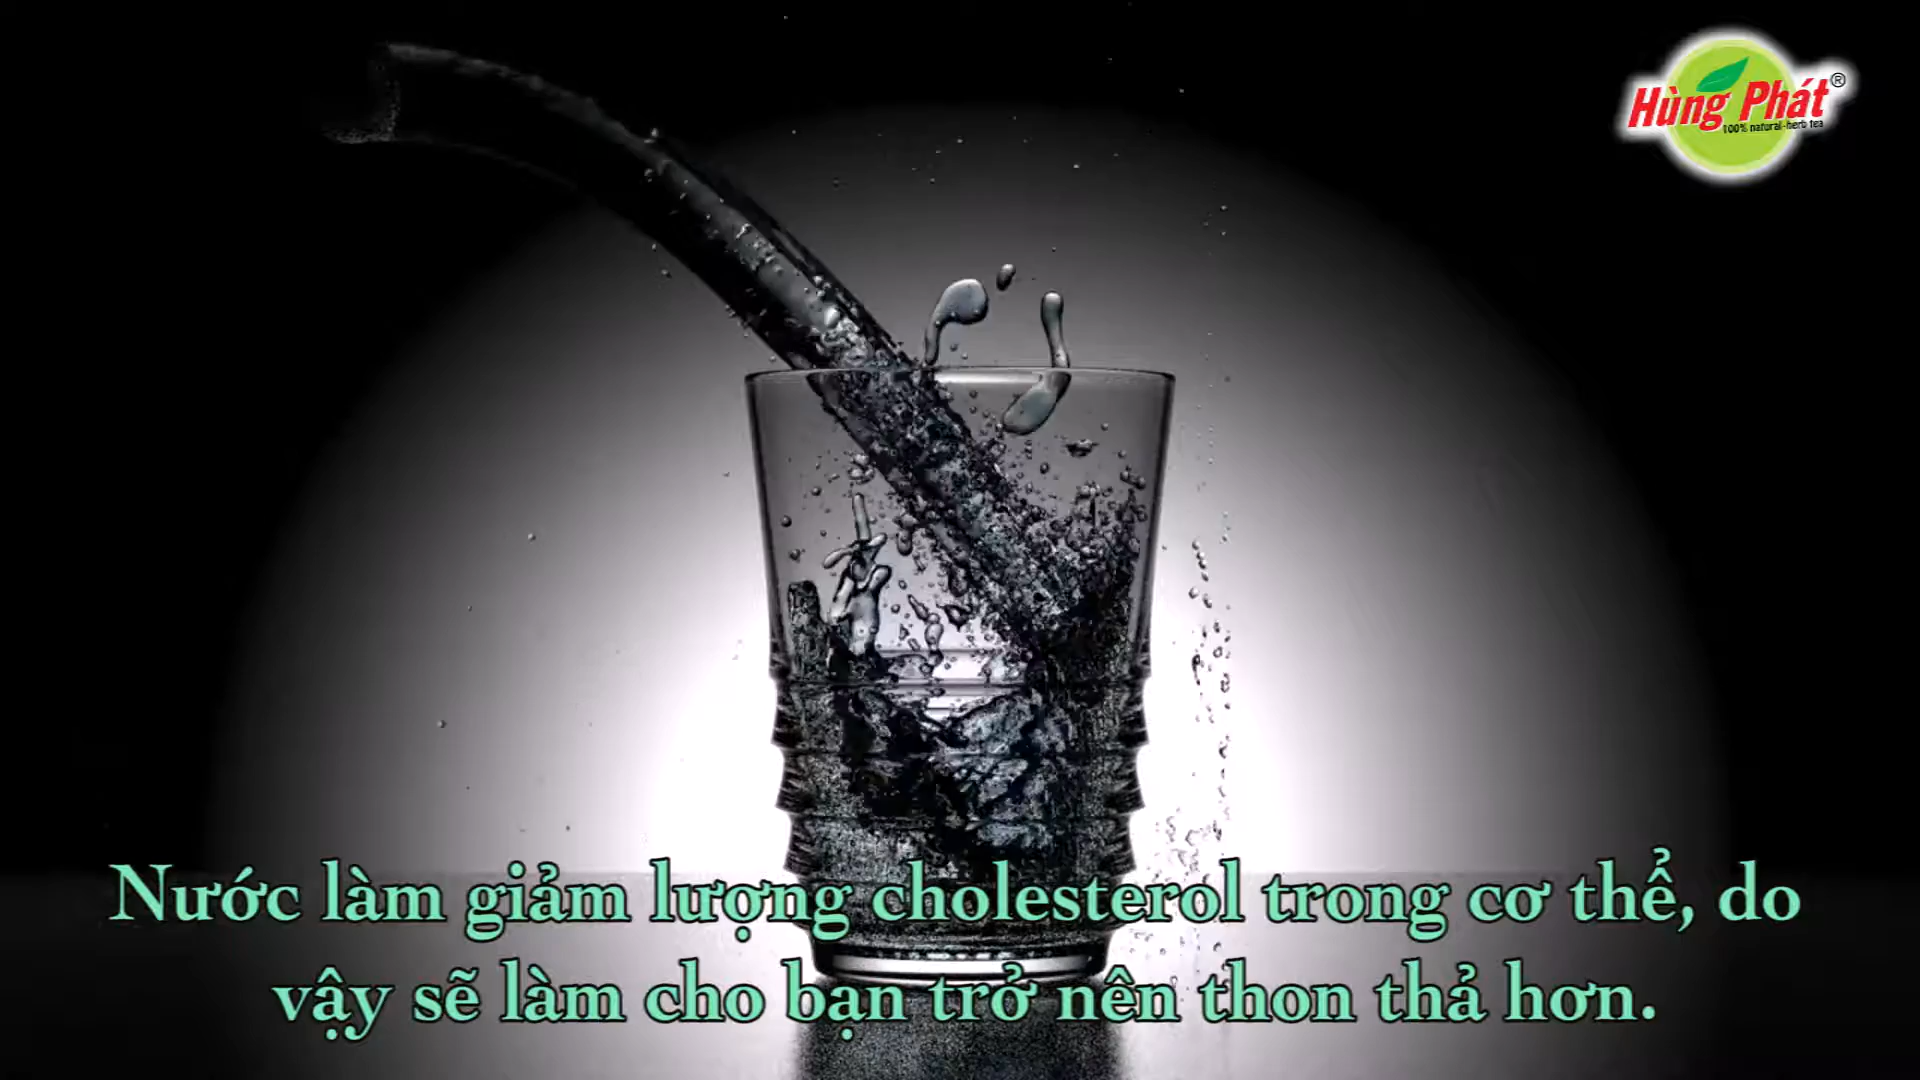 Hùng Phát®
100% natural-herb tea
Nước làm giảm lượng cholesterol trong cơ thể, do
vậy sẽ làm cho bạn trở nên thon thả hơn.